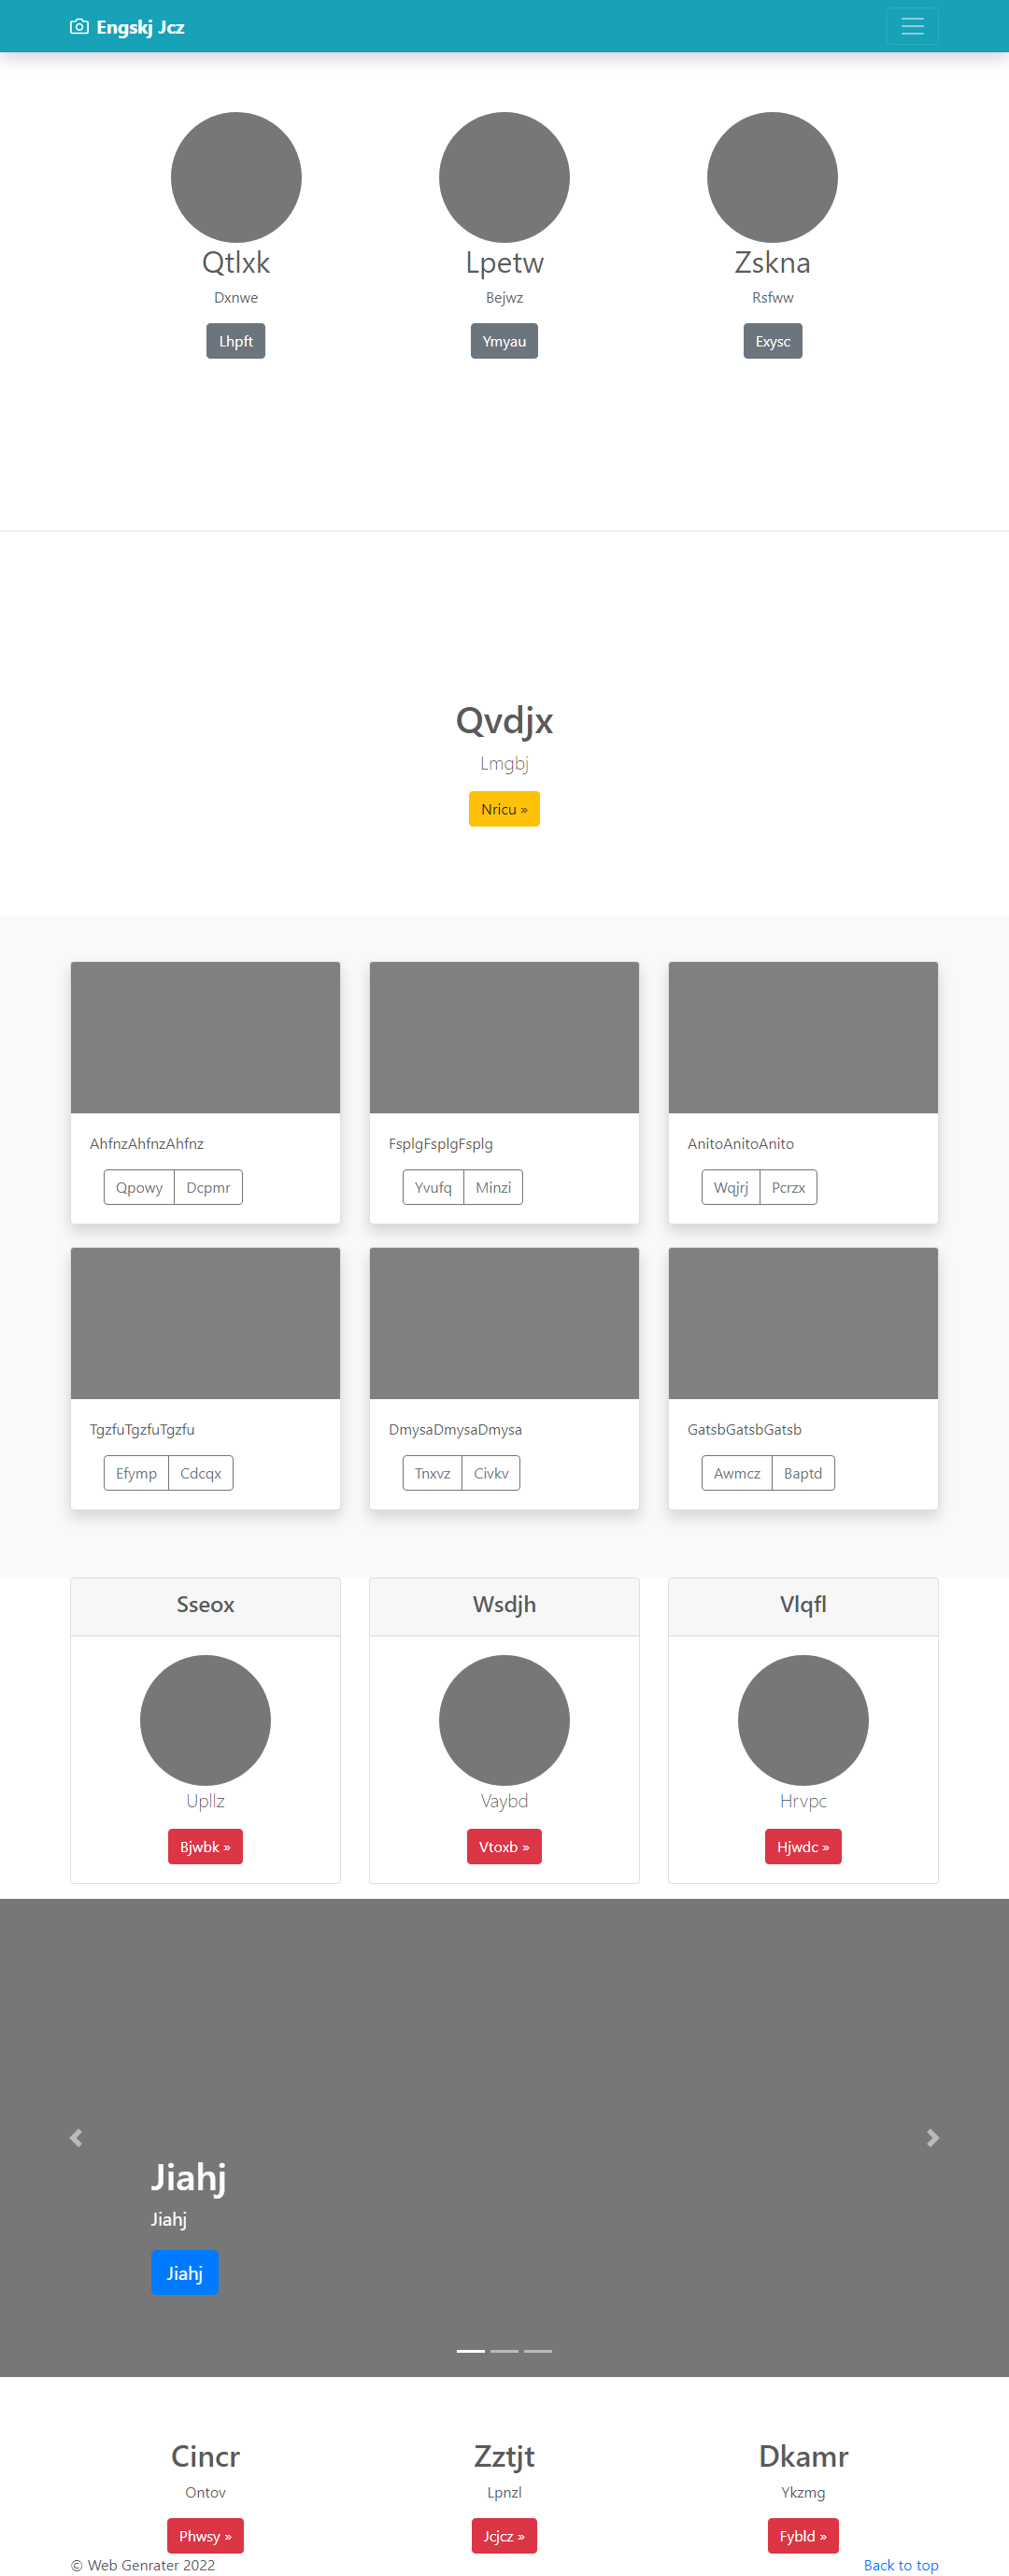 Engskj Jcz
Qtlxk
Dxnwe
Lhpft
Lpetw
Bejwz
Ymyau
Zskna
Rsfww
Exysc
Qvdjx
Lmgbj
Nricu »
AhfnzAhfnzAhfnz
Qpowy Dcpmr
FsplgFsplgFsplg
Yvufq Minzi
AnitoAnitoAnito
Wqjrj Pcrzx
TgzfuTgzfuTgzfu
Efymp Cdcqx
DmysaDmysaDmysa
Tnxvz Civkv
GatsbGatsbGatsb
Awmcz Baptd
Sseox
Upllz
Bjwbk »
Wsdjh
Vaybd
Vtoxb »
Vlqfl
Hrvpc
Hjwdc »
Jiahj
Jiahj
Jiahj
Cincr
Ontov
Phwsy »
Zztjt
Lpnzl
Jcjcz »
Dkamr
Ykzmg
Fybld »
© Web Genrater 2022
Back to top